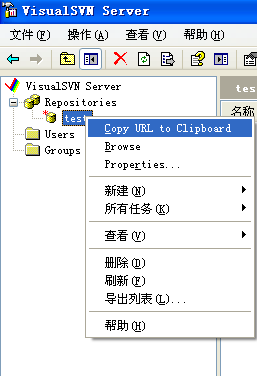 VisualSVN Server
文件(F) 操作(A) 查看(V) 帮助(H)
VisualSVN Server
Repositories
test
Users
Groups
tes
名称
Copy URL to Clipboard
Browse
Properties...
新建(N)
所有任务(K)
查看(V)
删除(D)
刷新(F)
导出列表(L)...
帮助(H)